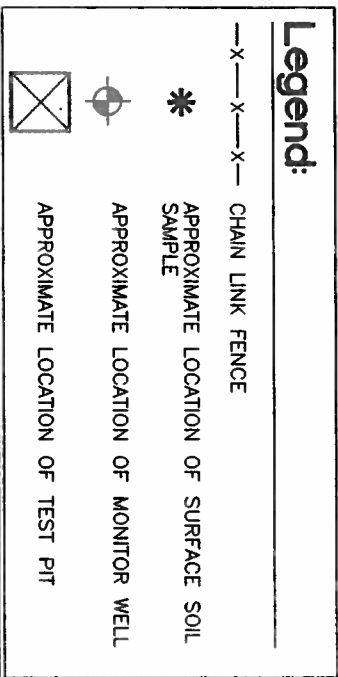 Legend:
—x—x—x— CHAIN LINK FENCE
APPROXIMATE LOCATION OF SURFACE SOIL
SAMPLE
APPROXIMATE LOCATION OF MONITOR WELL
APPROXIMATE LOCATION OF TEST PIT